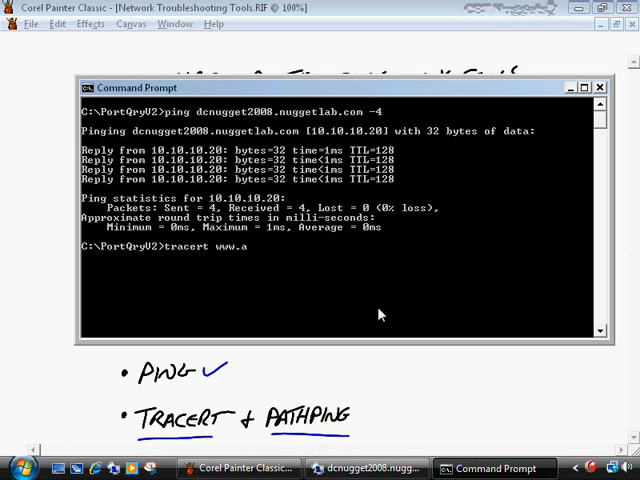 Corel Painter Classic - [Network Troubleshooting Tools.RIF @ 100%]
File Edit Effects Canvas Window Help
Command Prompt
C:\PortQryV2>ping dcnugget2008.nuggetlab.com -4
Pinging dcnugget2008.nuggetlab.com [10.10.10.20] with 32 bytes of data:
Reply from 10.10.10.20: bytes=32 time=1ms TTL=128
Reply from 10.10.10.20: bytes=32 time<1ms TTL=128
Reply from 10.10.10.20: bytes=32 time<1ms TTL=128
Reply from 10.10.10.20: bytes=32 time<1ms TTL=128
Ping statistics for 10.10.10.20:
Packets: Sent = 4, Received = 4, Lost = 0 (0% loss),
Approximate round trip times in milli-seconds:
Minimum = 0ms, Maximum = 1ms, Average = 0ms
C:\PortQryV2>tracert www.a
• PING ✓
• TRACERT & PATHPING
Corel Painter Classic... dcnugget2008.nugg... Command Prompt